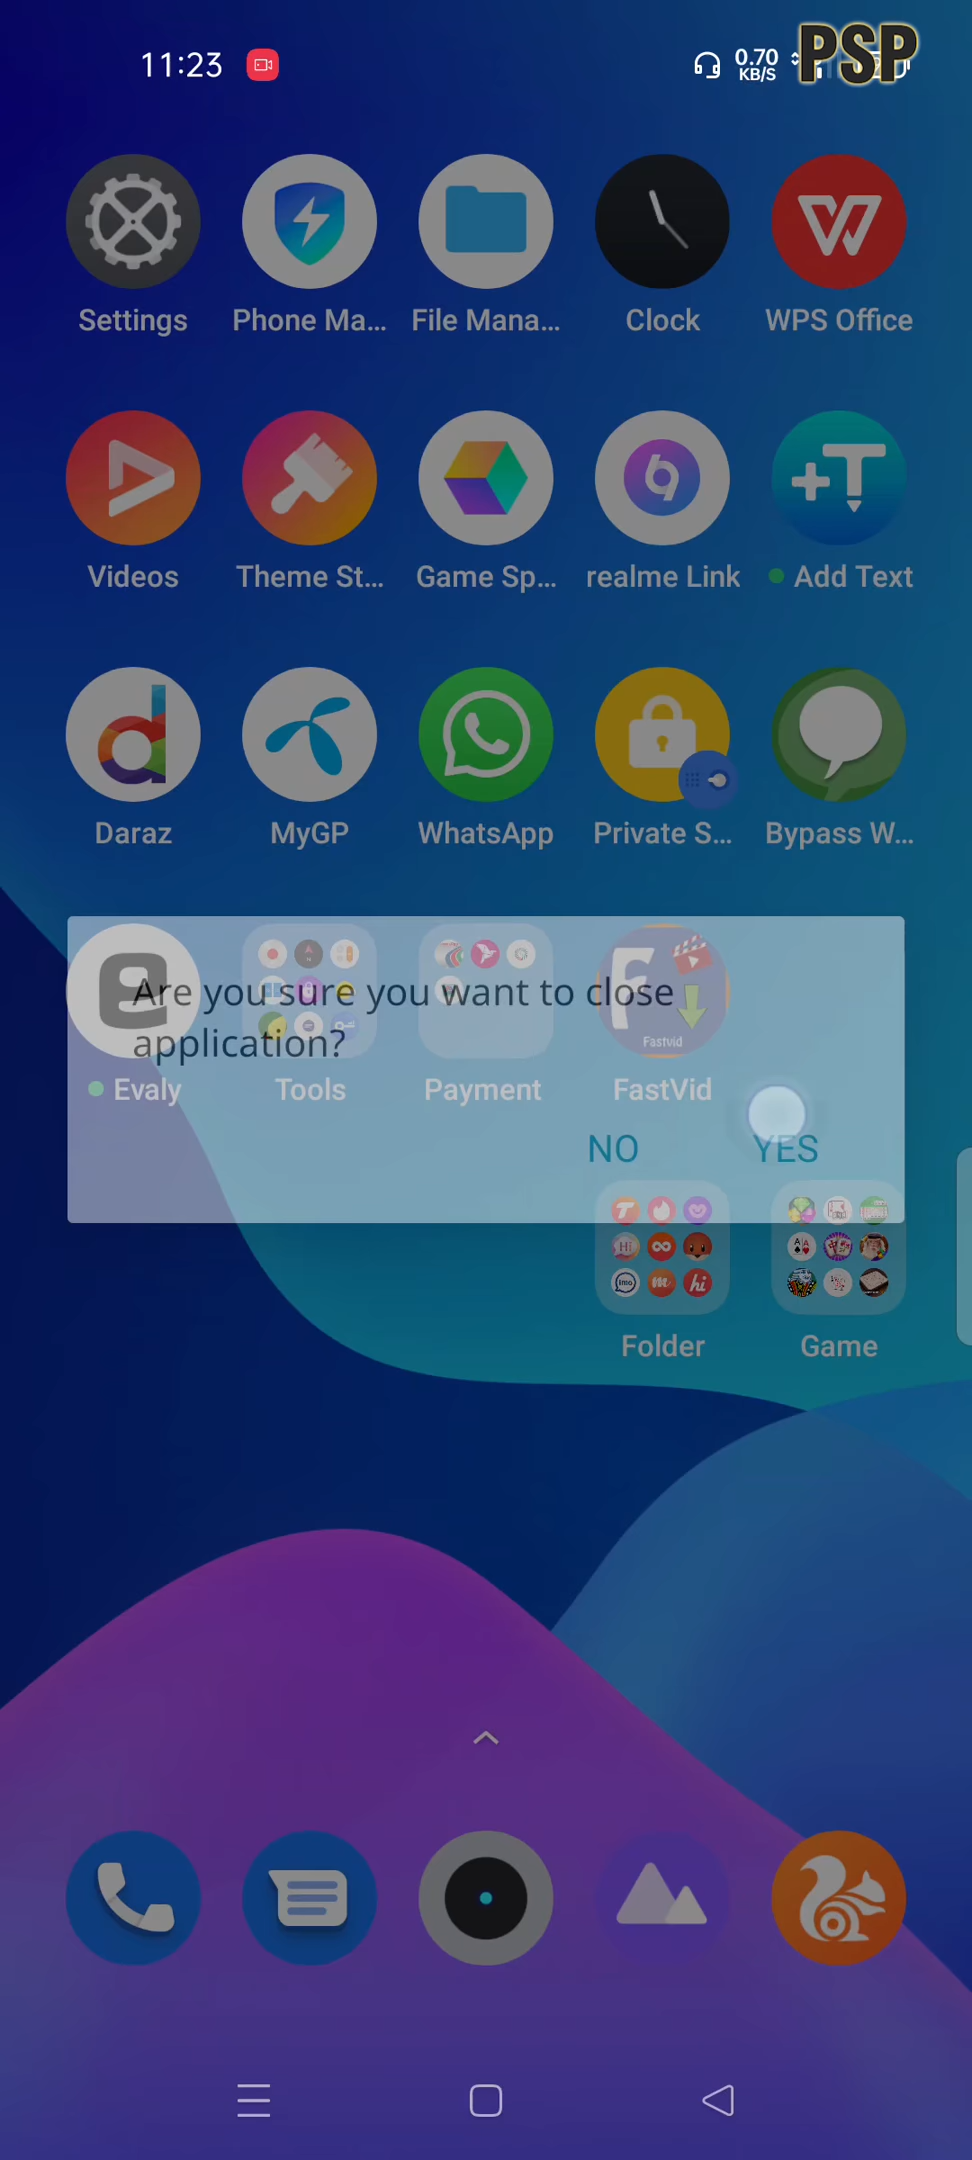 11:23
0.70
KB/S
PSP
Settings
Phone Ma...
File Mana...
Clock
WPS Office
Videos
Theme St...
Game Sp...
realme Link
Add Text
Daraz
MyGP
WhatsApp
Private S...
Bypass W...
Are you sure you want to close
application?
Fastvid
Evaly
Tools
Payment
FastVid
NO
YES
Folder
Game